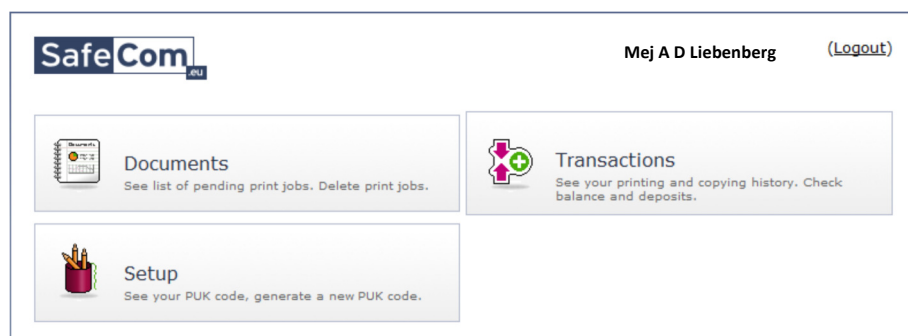 SafeCom
.eu
Mej A D Liebenberg
(Logout)
Documents
See list of pending print jobs. Delete print jobs.
Transactions
See your printing and copying history. Check
balance and deposits.
Setup
See your PUK code, generate a new PUK code.